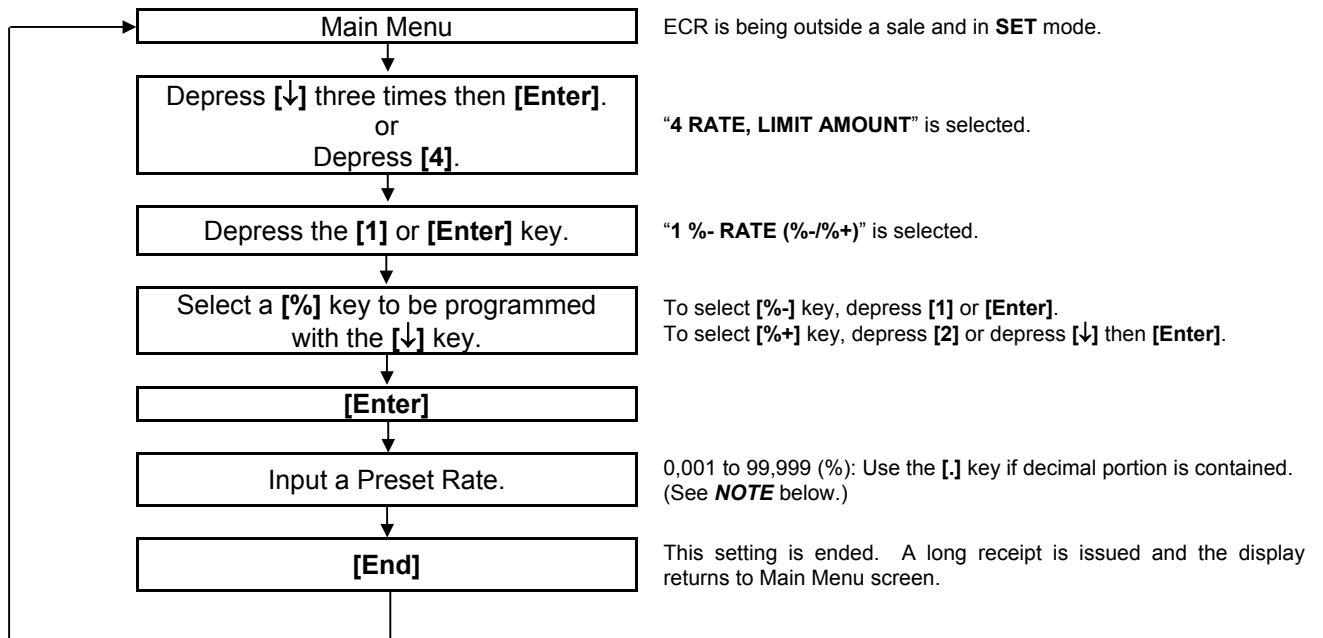 Main Menu
ECR is being outside a sale and in SET mode.
Depress [↓] three times then [Enter].
or
Depress [4].
“4 RATE, LIMIT AMOUNT” is selected.
Depress the [1] or [Enter] key.
“1 %- RATE (%-/%+)” is selected.
Select a [%] key to be programmed
with the [↓] key.
To select [%-] key, depress [1] or [Enter].
To select [%+] key, depress [2] or depress [↓] then [Enter].
[Enter]
Input a Preset Rate.
0,001 to 99,999 (%): Use the [.] key if decimal portion is contained.
(See NOTE below.)
[End]
This setting is ended. A long receipt is issued and the display
returns to Main Menu screen.